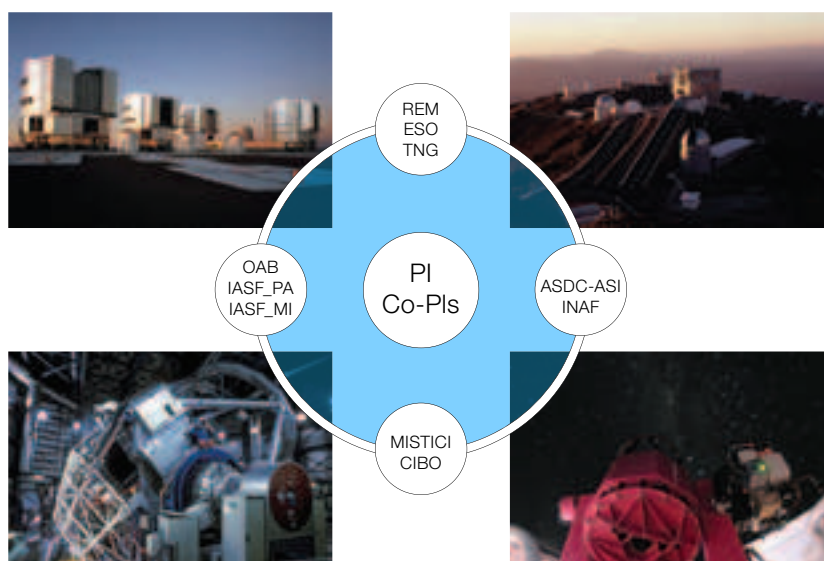 REM
ESO
TNG
OAB
IASF_PA
IASF_MI
PI
Co-PIs
ASDC-ASI
INAF
MISTICI
CIBO